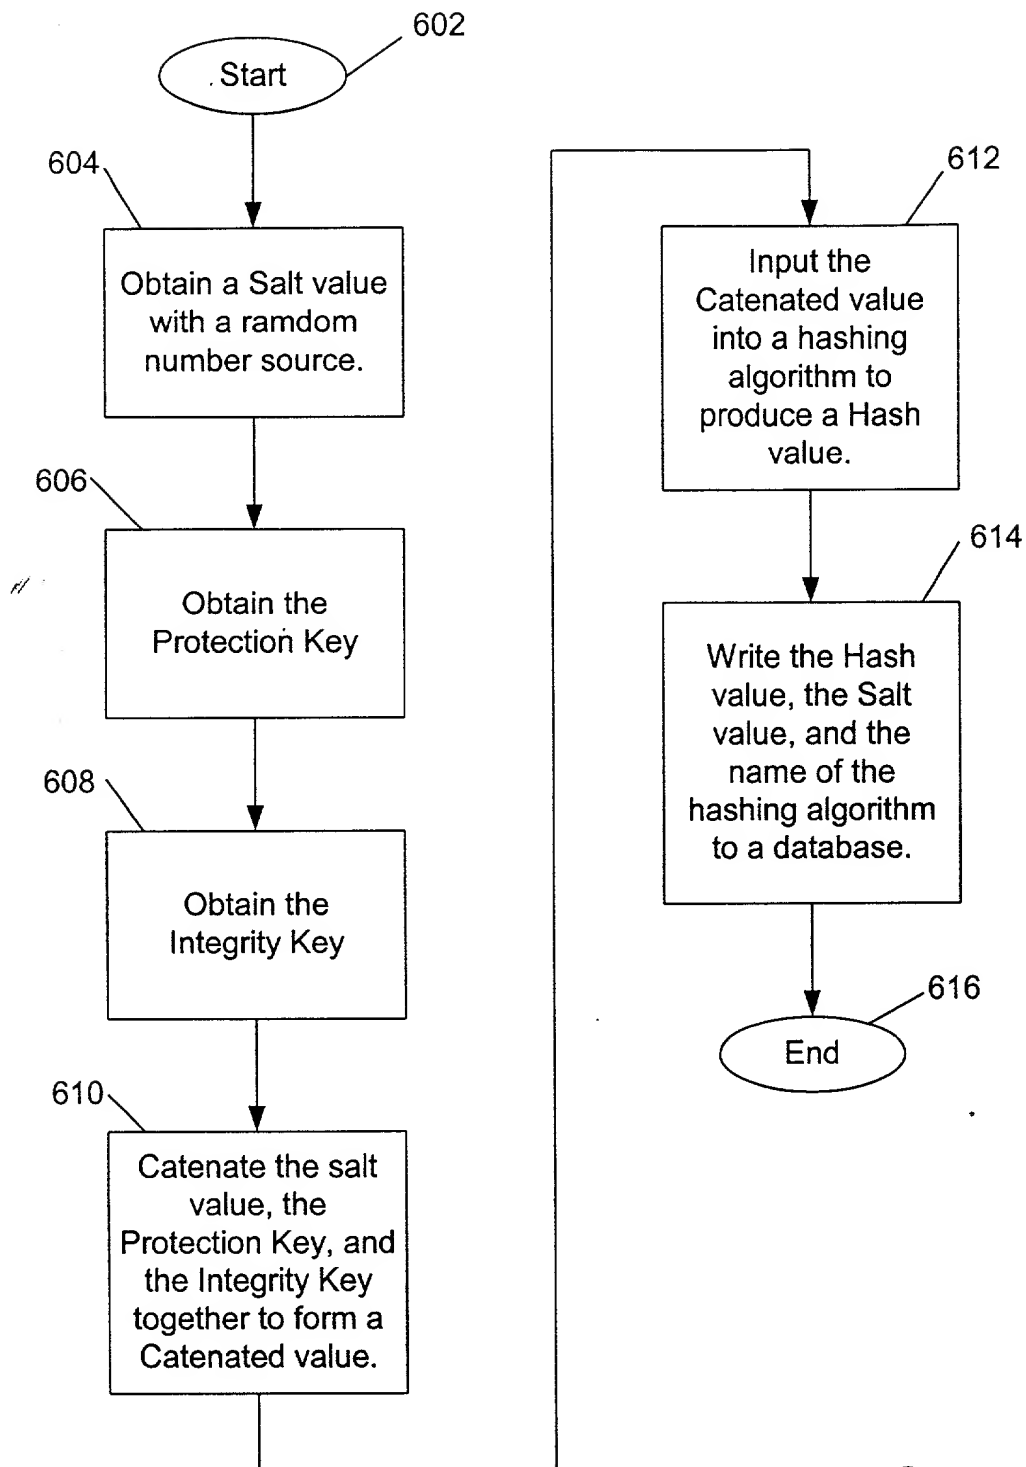 602
Start
604
Obtain a Salt value
with a ramdom
number source.
606
Obtain the
Protection Key
608
Obtain the
Integrity Key
610
Catenate the salt
value, the
Protection Key, and
the Integrity Key
together to form a
Catenated value.
612
Input the
Catenated value
into a hashing
algorithm to
produce a Hash
value.
614
Write the Hash
value, the Salt
value, and the
name of the
hashing algorithm
to a database.
616
End